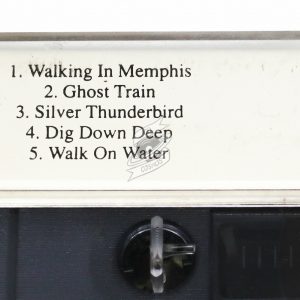 1. Walking In Memphis
2. Ghost Train
3. Silver Thunderbird
4. Dig Down Deep
5. Walk On Water